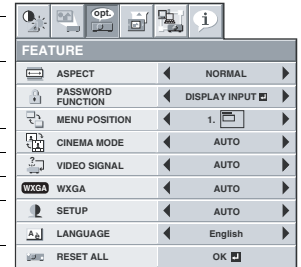 opt.
i
FEATURE
ASPECT NORMAL
PASSWORD FUNCTION DISPLAY INPUT
MENU POSITION 1.
CINEMA MODE AUTO
VIDEO SIGNAL AUTO
WXGA WXGA AUTO
SETUP AUTO
LANGUAGE English
RESET ALL OK